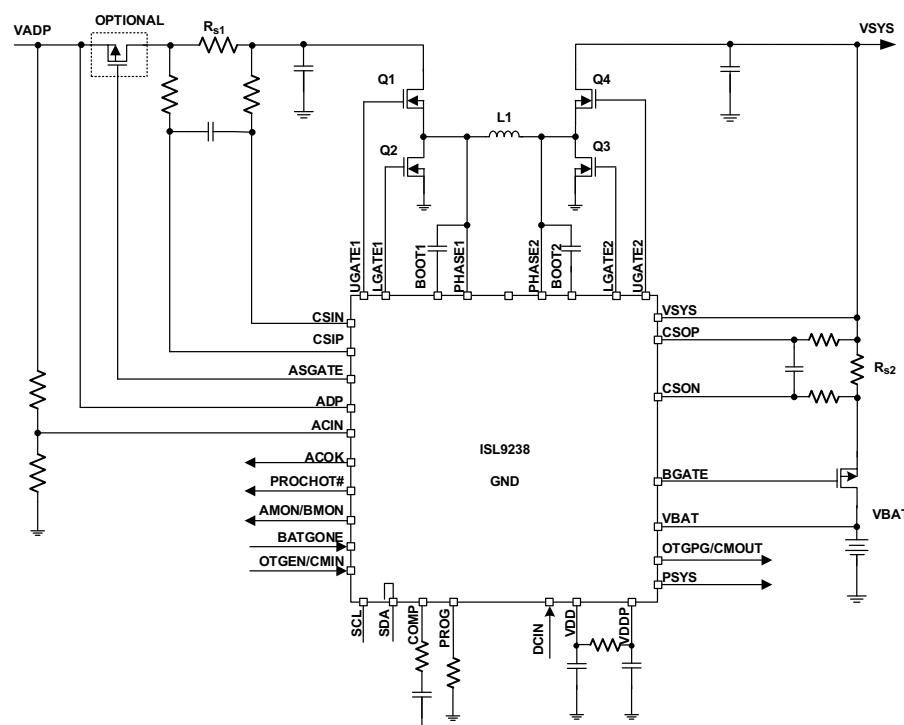 OPTIONAL
VADP
Rs1
VSYS
Q1
Q4
L1
Q2
Q3
UGATE1
LGATE1
BOOT1
PHASE1
PHASE2
BOOT2
LGATE2
UGATE2
CSIN
VSYS
CSIP
CSOP
ASGATE
Rs2
ADP
CSON
ACIN
ISL9238
ACOK
GND
PROCHOT#
BGATE
AMON/BMON
VBAT
VBAT
BATGONE
OTGPG/CMOUT
OTGEN/CMIN
PSYS
SCL
SDA
COMP
PROG
DCIN
VDD
VDDP